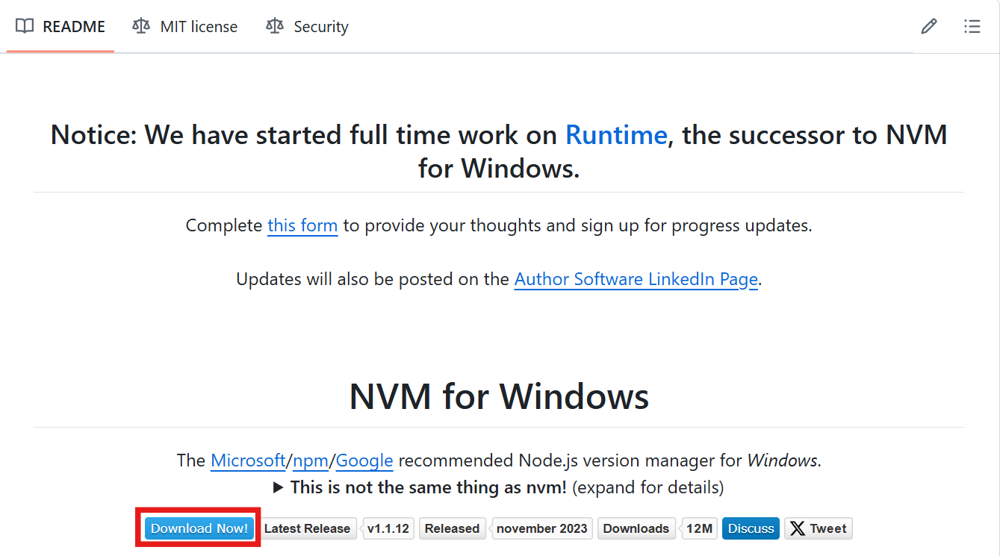 README MIT license Security
Notice: We have started full time work on Runtime, the successor to NVM
for Windows.
Complete this form to provide your thoughts and sign up for progress updates.
Updates will also be posted on the Author Software LinkedIn Page.
NVM for Windows
The Microsoft/npm/Google recommended Node.js version manager for Windows.
▶ This is not the same thing as nvm! (expand for details)
Download Now! Latest Release v1.1.12 Released november 2023 Downloads 12M Discuss X Tweet